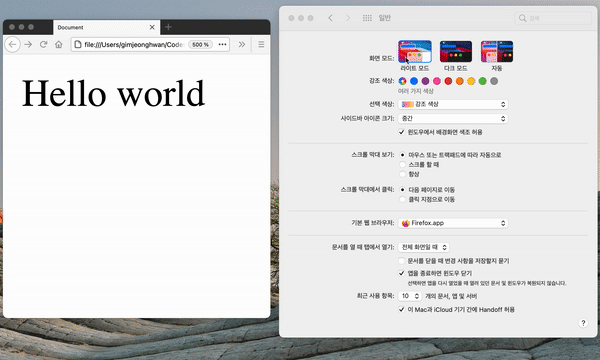 Document
file:///Users/gimjeonghwan/Code
500 %
Hello world
일반
검색
화면 모드:
라이트 모드
다크 모드
자동
강조 색상:
여러 가지 색상
선택 색상:
강조 색상
사이드바 아이콘 크기:
중간
윈도우에서 배경화면 색조 허용
스크롤 막대 보기:
마우스 또는 트랙패드에 따라 자동으로
스크롤 할 때
항상
스크롤 막대에서 클릭:
다음 페이지로 이동
클릭 지점으로 이동
기본 웹 브라우저:
Firefox.app
문서를 열 때 탭에서 열기:
전체 화면일 때
문서를 닫을 때 변경 사항을 저장할지 묻기
앱을 종료하면 윈도우 닫기
선택하면 앱을 다시 열었을 때 열려 있던 문서 및 윈도우가 복원되지 않습니다.
최근 사용 항목:
10
개의 문서, 앱 및 서버
이 Mac과 iCloud 기기 간에 Handoff 허용
?